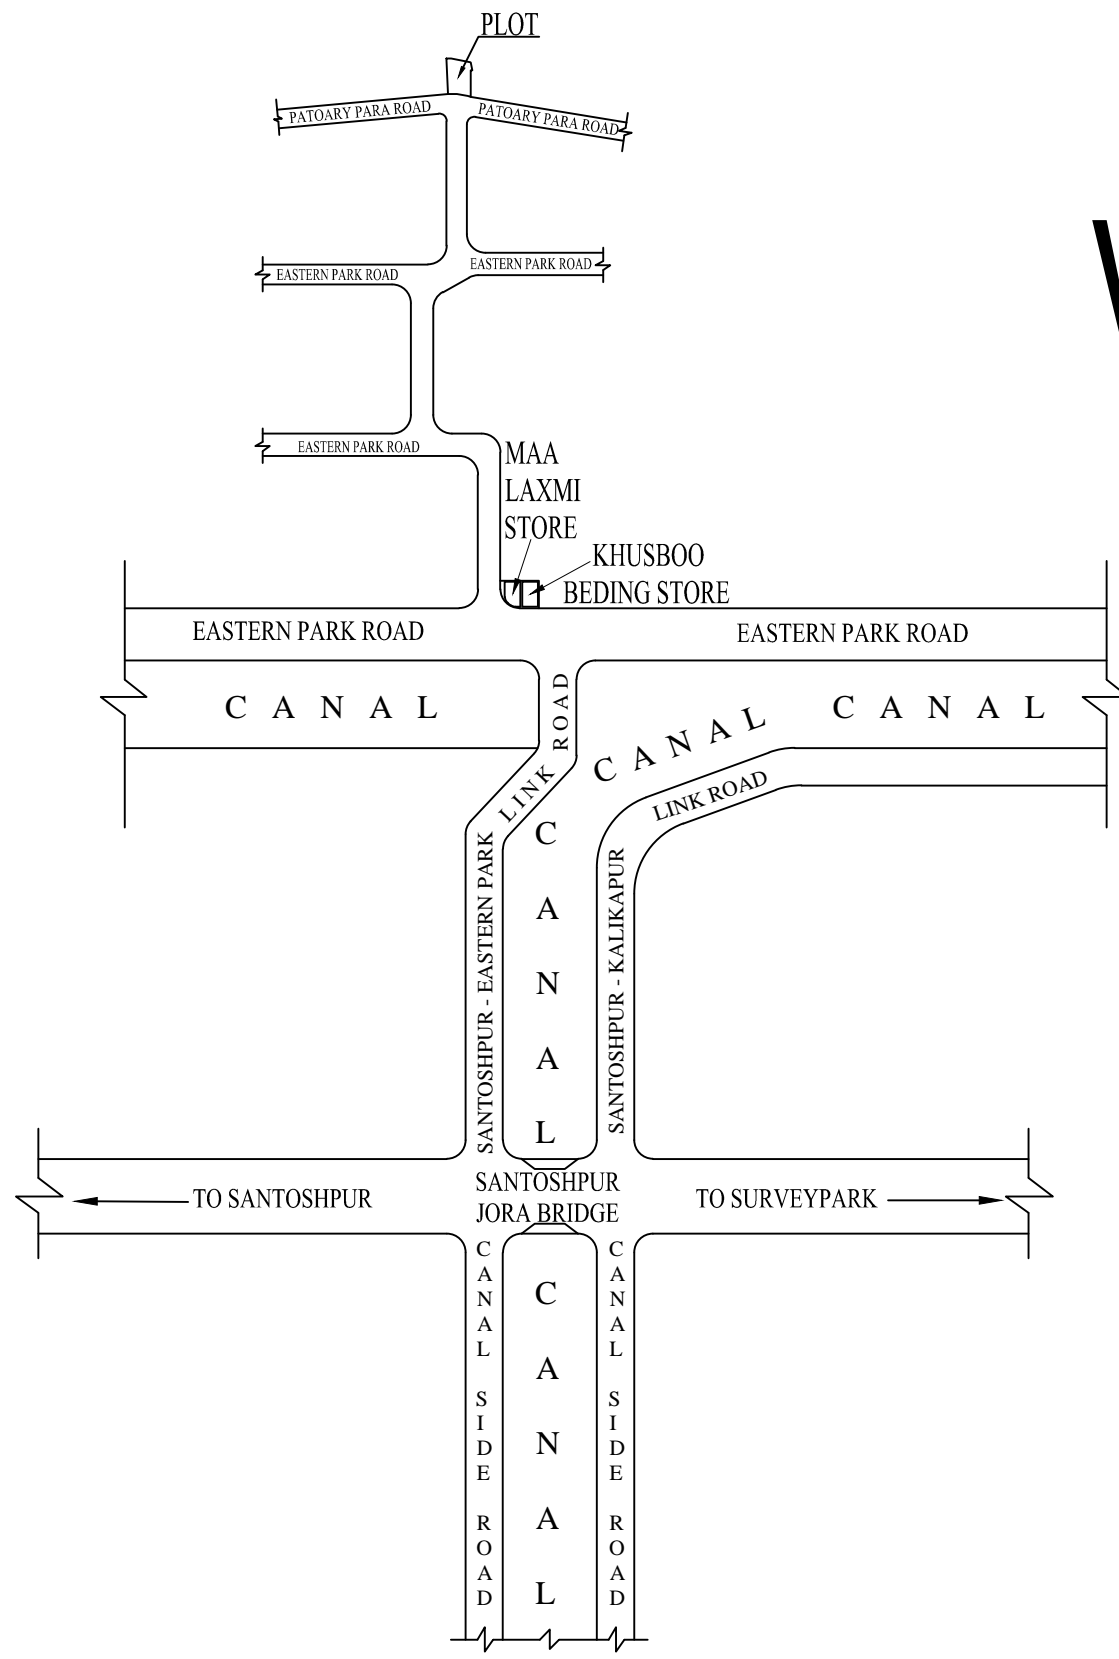 PLOT
PATOARY PARA ROAD
PATOARY PARA ROAD
EASTERN PARK ROAD
EASTERN PARK ROAD
EASTERN PARK ROAD
MAA
LAXMI
STORE
KHUSBOO
BEDING STORE
EASTERN PARK ROAD
EASTERN PARK ROAD
CANAL
CANAL
CANAL
SANTOSHPUR - EASTERN PARK
LINK
ROAD
SANTOSHPUR - KALIKAPUR
LINK ROAD
CANAL
TO SANTOSHPUR
SANTOSHPUR
JORA BRIDGE
TO SURVEYPARK
CANAL SIDE ROAD
CANAL
CANAL SIDE ROAD